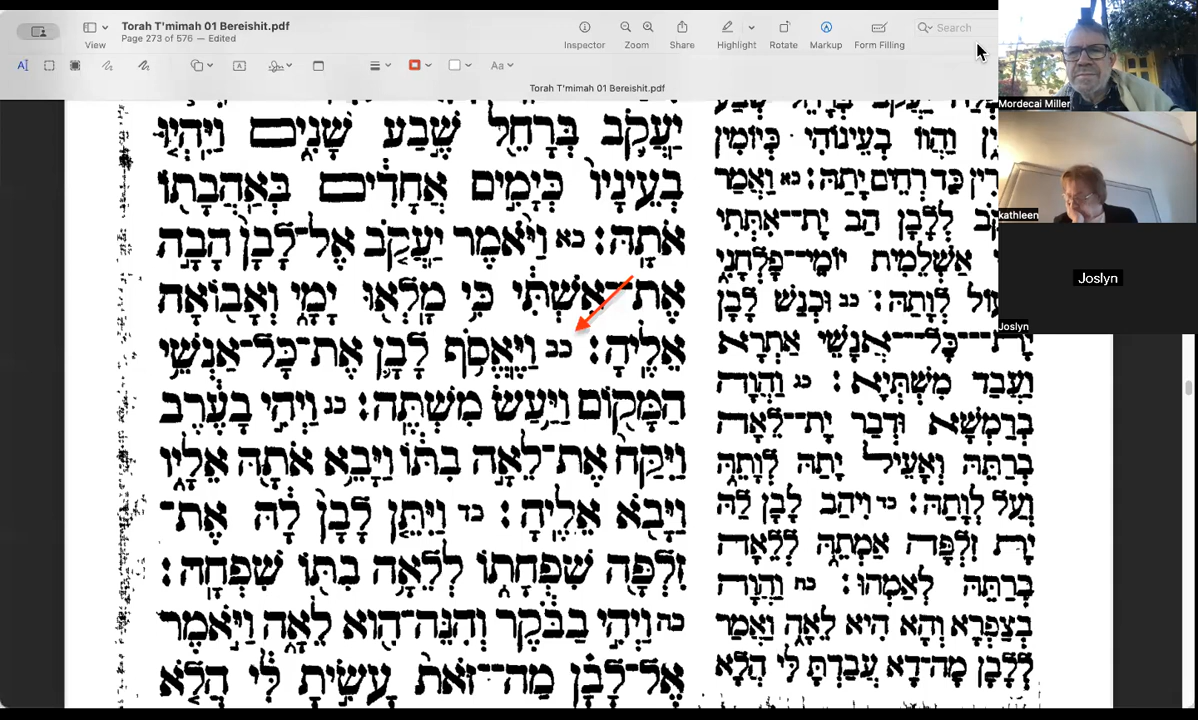 Torah T'mimah 01 Bereishit.pdf
Page 273 of 576 — Edited
View
Inspector
Zoom
Share
Highlight
Rotate
Markup
Form Filling
Search
Torah T'mimah 01 Bereishit.pdf
יַעֲקֹב בְּרָחֵל שֶׁבַע שָׁנִים וַיִּהְיוּ
בְעֵינָיו כְּיָמִים אֲחָדִים בְּאַהֲבָתוֹ
אֹתָהּ: כא וַיֹּאמֶר יַעֲקֹב אֶל־לָבָן הָבָה
אֶת־אִשְׁתִּי כִּי מָלְאוּ יָמָי וְאָבוֹאָה
אֵלֶיהָ: כב וַיֶּאֱסֹף לָבָן אֶת־כָּל־אַנְשֵׁי
הַמָּקוֹם וַיַּעַשׂ מִשְׁתֶּה: כג וַיְהִי בָעֶרֶב
וַיִּקַּח אֶת־לֵאָה בִתּוֹ וַיָּבֵא אֹתָהּ אֵלָיו
וַיָּבֹא אֵלֶיהָ: כד וַיִּתֵּן לָבָן לָהּ אֶת־
זִלְפָּה שִׁפְחָתוֹ לְלֵאָה בִתּוֹ שִׁפְחָה:
כה וַיְהִי בַבֹּקֶר וְהִנֵּה־הִוא לֵאָה וַיֹּאמֶר
אֶל־לָבָן מַה־זֹּאת עָשִׂיתָ לִּי הֲלֹא
וַהֲווֹ בְעֵינוֹהִי כְּיוֹמִין
כַּד רְחֵים יָתַהּ: כא וַאֲמַר
לְלָבָן הַב יָת־אִתְּתִי
אַשְׁלֵמִית יוֹמֵי־פָלְחָנִי
לְוָתַהּ: כב וּכְנַשׁ לָבָן
יָת־כָּל־אֲנָשֵׁי אַתְרָא
וַעֲבַד מִשְׁתְּיָא: כג וַהֲוָה
בְרַמְשָׁא וּדְבַר יָת־לֵאָה
בְרַתֵּהּ וְאָעֵיל יָתַהּ לְוָתֵהּ
וְעַל לְוָתַהּ: כד וִיהַב לָבָן לַהּ
יָת זִלְפָּה אַמְתֵהּ לְלֵאָה
בְרַתֵּהּ לְאַמְהוּ: כה וַהֲוָה
בְצַפְרָא וְהָא הִיא לֵאָה וַאֲמַר
לְלָבָן מַה־דָא עֲבַדְתָּ לִּי הֲלָא
Mordecai Miller
kathleen
Joslyn
Joslyn